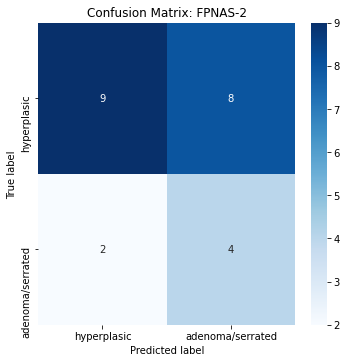 Confusion Matrix: FPNAS-2
True label
hyperplasic
adenoma/serrated
9
8
2
4
hyperplasic
adenoma/serrated
Predicted label
9
8
7
6
5
4
3
2